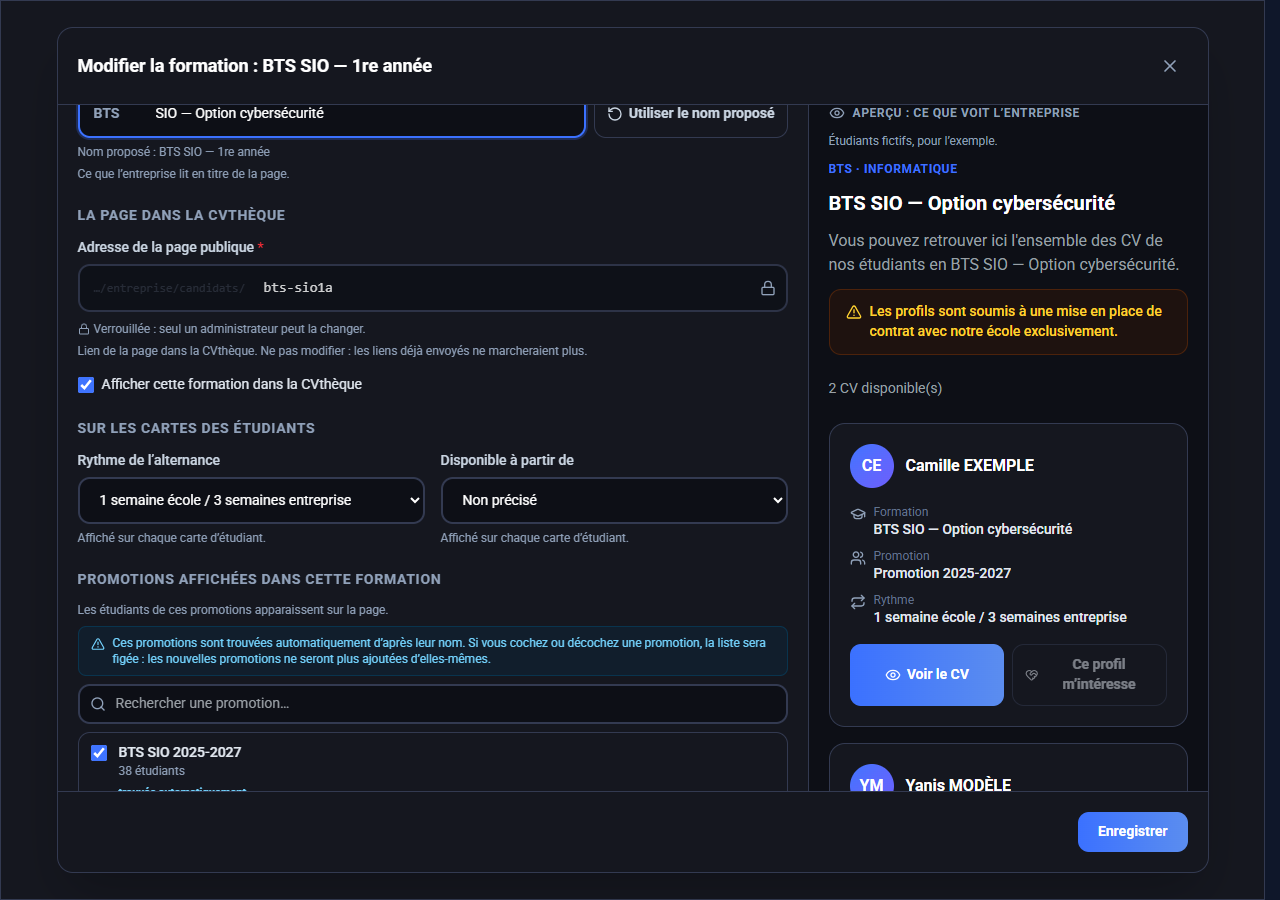 Modifier la formation : BTS SIO — 1re année
BTS SIO — Option cybersécurité
Utiliser le nom proposé
Nom proposé : BTS SIO — 1re année
Ce que l'entreprise lit en titre de la page.
LA PAGE DANS LA CVTHÈQUE
Adresse de la page publique *
…/entreprise/candidats/ bts-sio1a
Verrouillée : seul un administrateur peut la changer.
Lien de la page dans la CVthèque. Ne pas modifier : les liens déjà envoyés ne marcheraient plus.
Afficher cette formation dans la CVthèque
SUR LES CARTES DES ÉTUDIANTS
Rythme de l'alternance
1 semaine école / 3 semaines entreprise
Affiché sur chaque carte d'étudiant.
Disponible à partir de
Non précisé
Affiché sur chaque carte d'étudiant.
PROMOTIONS AFFICHÉES DANS CETTE FORMATION
Les étudiants de ces promotions apparaissent sur la page.
Ces promotions sont trouvées automatiquement d'après leur nom. Si vous cochez ou décochez une promotion, la liste sera
figée : les nouvelles promotions ne seront plus ajoutées d'elles-mêmes.
Rechercher une promotion…
BTS SIO 2025-2027
38 étudiants
trouvée automatiquement
APERÇU : CE QUE VOIT L'ENTREPRISE
Étudiants fictifs, pour l'exemple.
BTS · INFORMATIQUE
BTS SIO — Option cybersécurité
Vous pouvez retrouver ici l'ensemble des CV de
nos étudiants en BTS SIO — Option cybersécurité.
Les profils sont soumis à une mise en place de
contrat avec notre école exclusivement.
2 CV disponible(s)
CE
Camille EXEMPLE
Formation
BTS SIO — Option cybersécurité
Promotion
Promotion 2025-2027
Rythme
1 semaine école / 3 semaines entreprise
Voir le CV
Ce profil
m'intéresse
YM
Yanis MODÈLE
Enregistrer